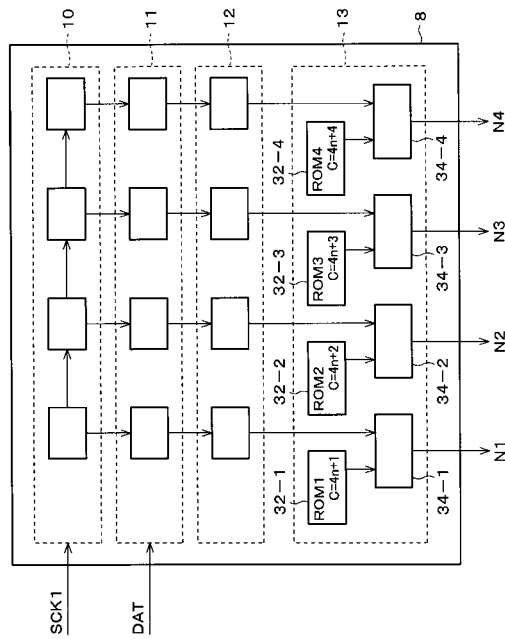 10
11
12
13
8
SCK1
DAT
32-1
ROM1
C=4n+1
34-1
N1
32-2
ROM2
C=4n+2
34-2
N2
32-3
ROM3
C=4n+3
34-3
N3
32-4
ROM4
C=4n+4
34-4
N4